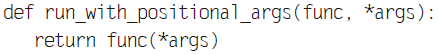 def run_with_positional_args(func, *args):
    return func(*args)